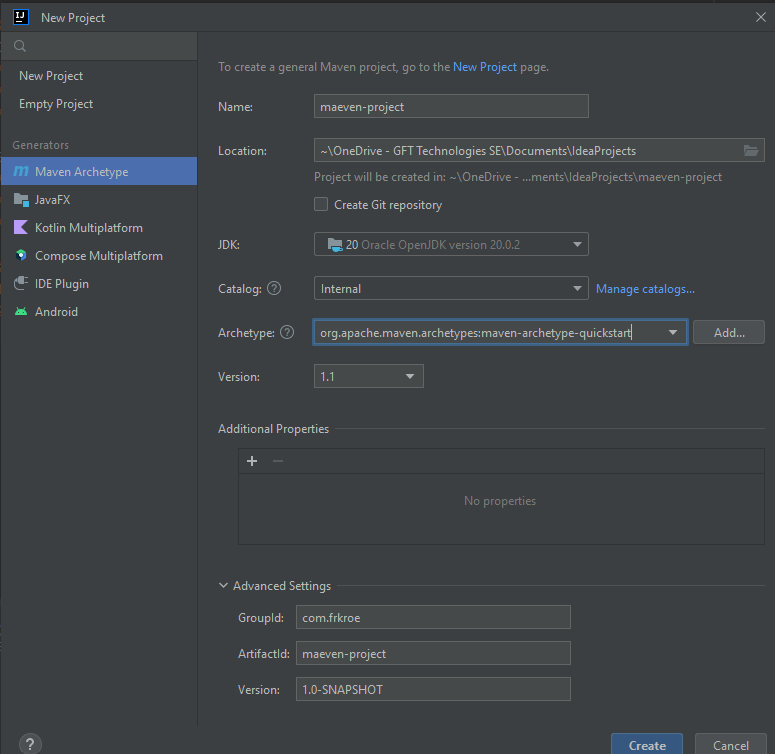 IJ New Project
New Project
Empty Project
Generators
m Maven Archetype
JavaFX
Kotlin Multiplatform
Compose Multiplatform
IDE Plugin
Android
To create a general Maven project, go to the New Project page.
Name: maeven-project
Location: ~\OneDrive - GFT Technologies SE\Documents\IdeaProjects
Project will be created in: ~\OneDrive - ...ments\IdeaProjects\maeven-project
Create Git repository
JDK: 20 Oracle OpenJDK version 20.0.2
Catalog: ? Internal Manage catalogs...
Archetype: ? org.apache.maven.archetypes:maven-archetype-quickstart Add...
Version: 1.1
Additional Properties
No properties
Advanced Settings
GroupId: com.frkroe
ArtifactId: maeven-project
Version: 1.0-SNAPSHOT
? Create Cancel